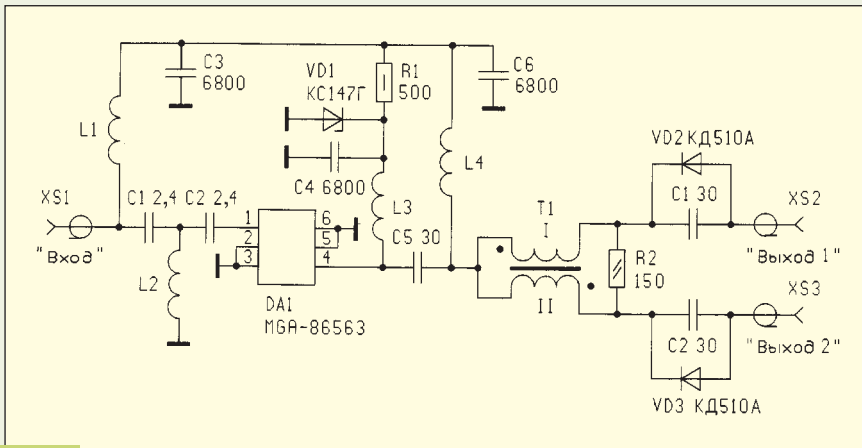 C3
6800
VD1
КС147Г
R1
500
C6
6800
L1
C4 6800
L3
L4
VD2 КД510А
C1 30
XS2
"Выход 1"
XS1
"Вход"
C1 2,4
C2 2,4
L2
1
2
3
6
5
4
DA1
MGA-86563
C5 30
T1
I
II
R2
150
XS3
"Выход 2"
C2 30
VD3 КД510А